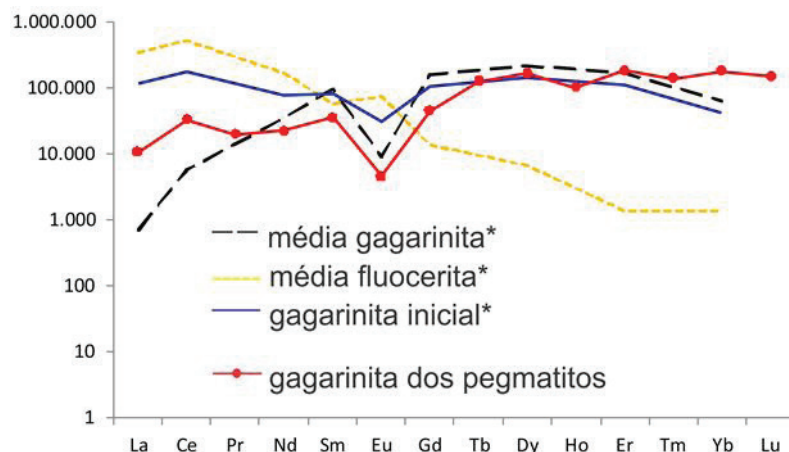 1.000.000
100.000
10.000
1.000
100
10
1
média gagarinita*
média fluocerita*
gagarinita inicial*
gagarinita dos pegmatitos
La Ce Pr Nd Sm Eu Gd Tb Dy Ho Er Tm Yb Lu